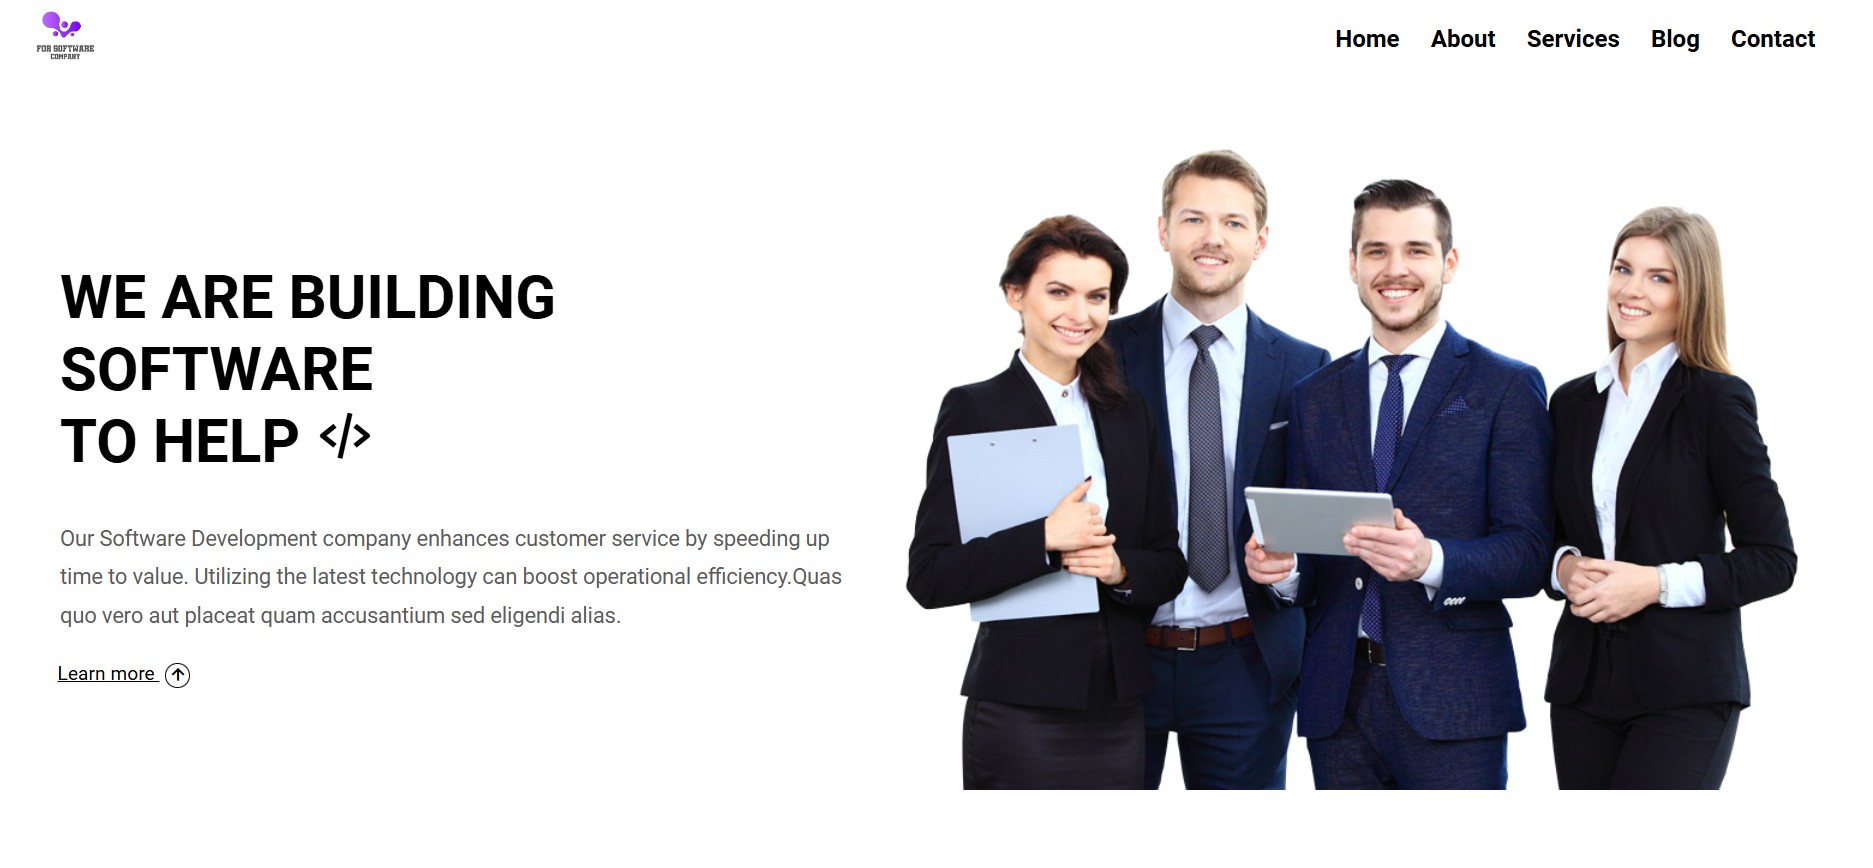 FOR SOFTWARE
COMPANY
Home About Services Blog Contact
WE ARE BUILDING
SOFTWARE
TO HELP </>
Our Software Development company enhances customer service by speeding up
time to value. Utilizing the latest technology can boost operational efficiency.Quas
quo vero aut placeat quam accusantium sed eligendi alias.
Learn more